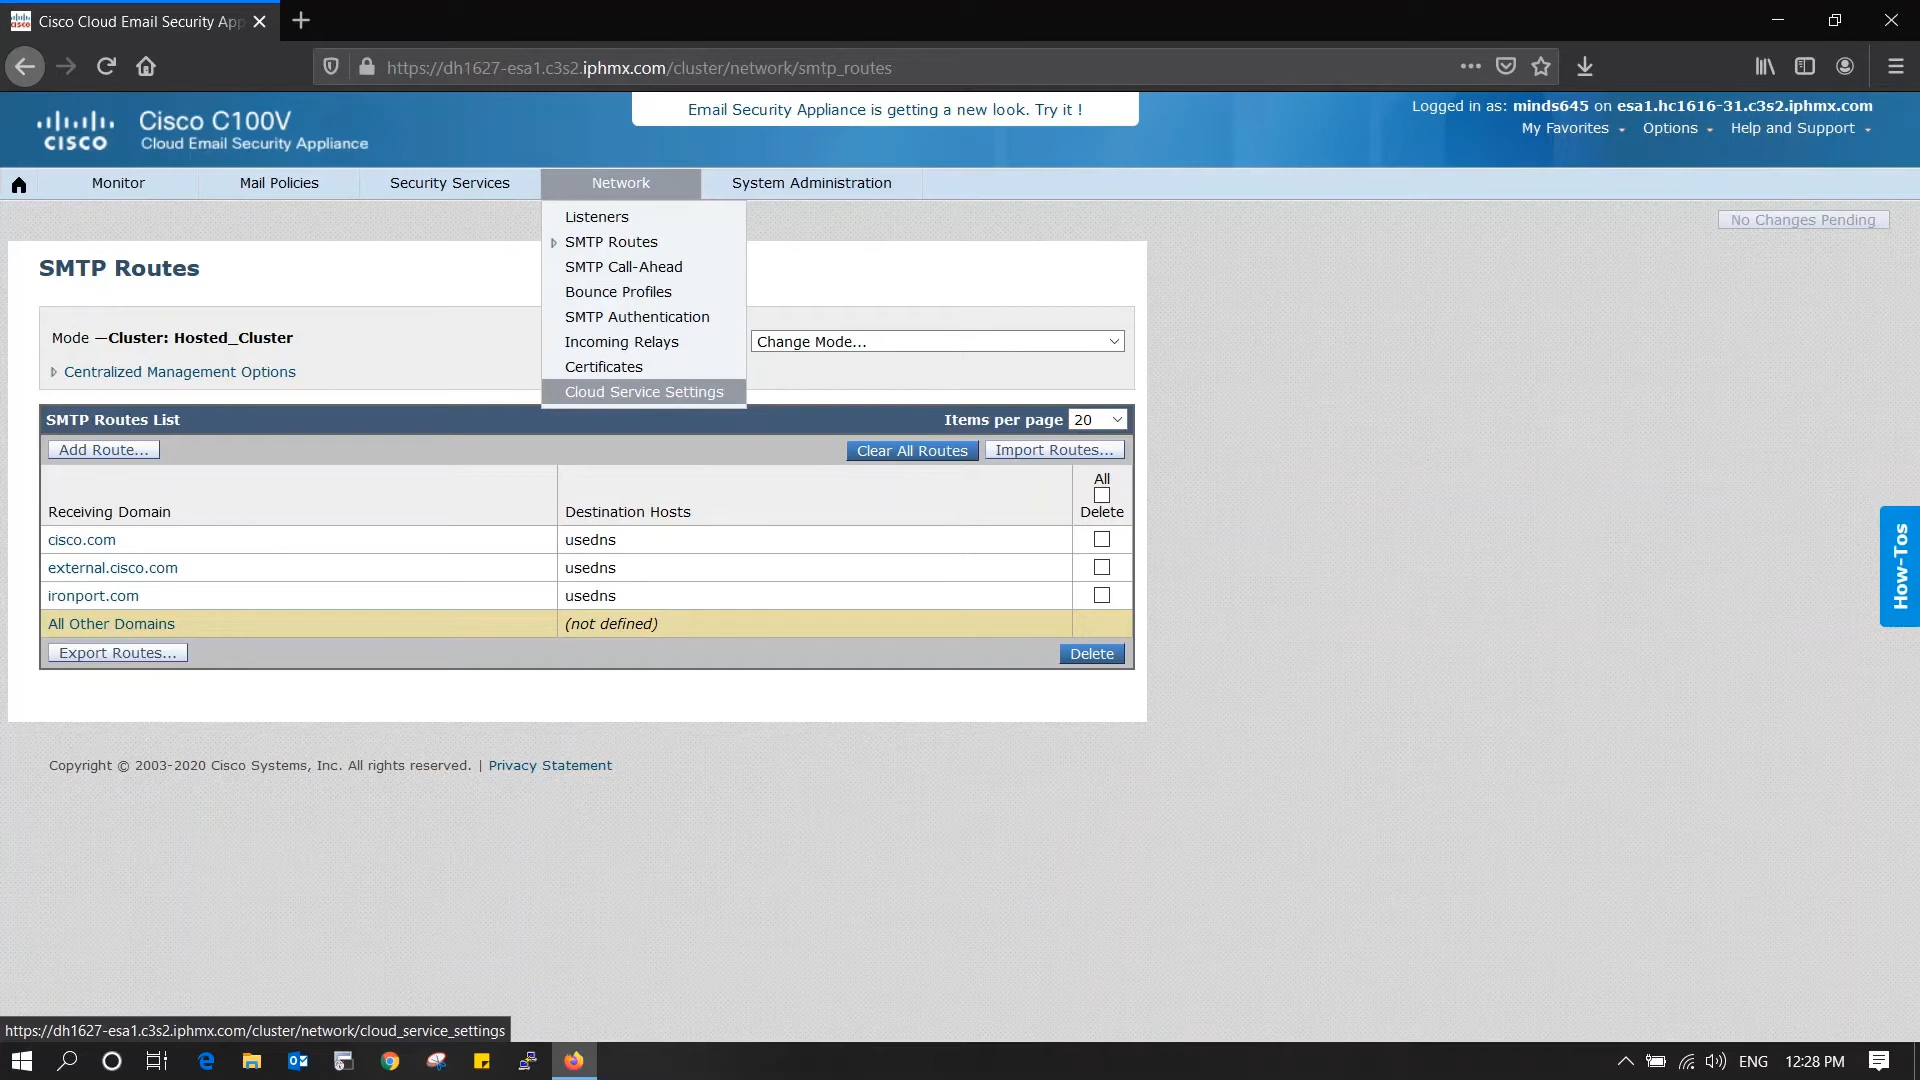 Cisco Cloud Email Security App
https://dh1627-esa1.c3s2.iphmx.com/cluster/network/smtp_routes
CISCO
Cisco C100V
Cloud Email Security Appliance
Email Security Appliance is getting a new look. Try it !
Logged in as: minds645 on esa1.hc1616-31.c3s2.iphmx.com
My Favorites Options Help and Support
Monitor Mail Policies Security Services Network System Administration
Listeners
SMTP Routes
SMTP Call-Ahead
Bounce Profiles
SMTP Authentication
Incoming Relays
Certificates
Cloud Service Settings
No Changes Pending
SMTP Routes
Mode —Cluster: Hosted_Cluster
Change Mode...
Centralized Management Options
SMTP Routes List
Items per page 20
Add Route...
Clear All Routes
Import Routes...
Receiving Domain
Destination Hosts
All
Delete
cisco.com usedns
external.cisco.com usedns
ironport.com usedns
All Other Domains (not defined)
Export Routes...
Delete
How-Tos
Copyright © 2003-2020 Cisco Systems, Inc. All rights reserved. | Privacy Statement
https://dh1627-esa1.c3s2.iphmx.com/cluster/network/cloud_service_settings
ENG 12:28 PM